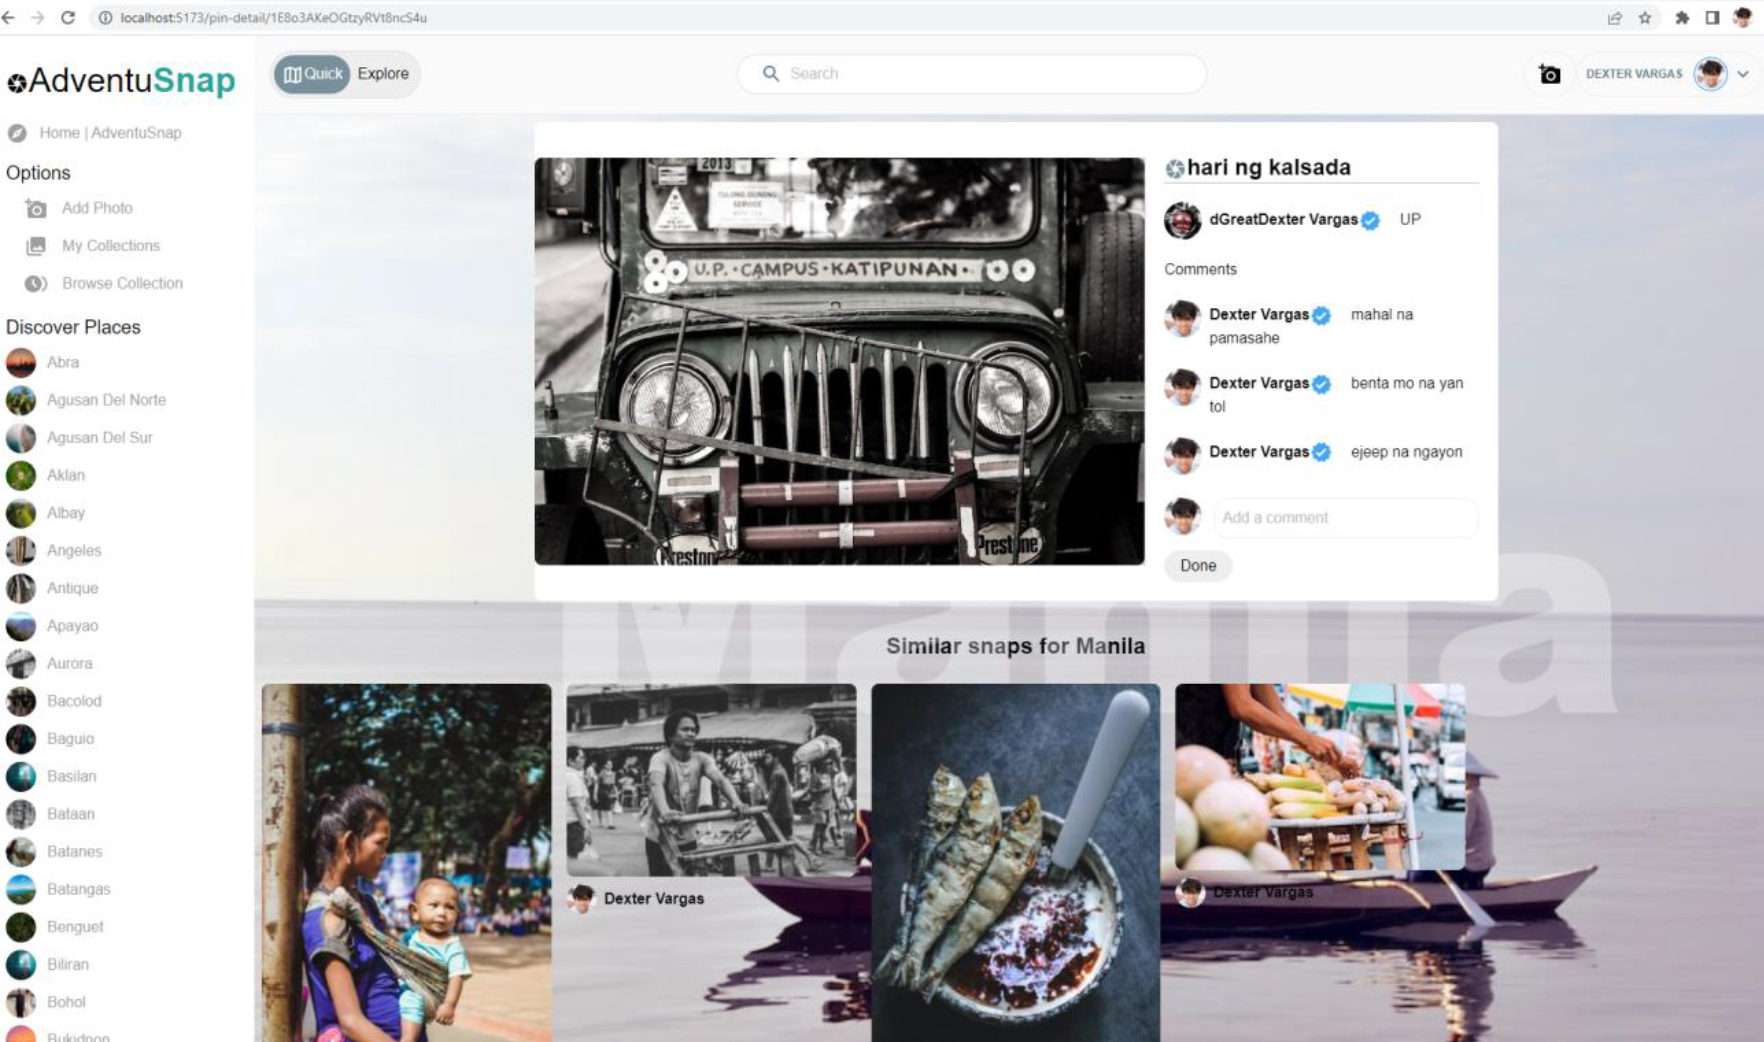 localhost:5173/pin-detail/1E8o3AKeOGtzyRVt8ncS4u
AdventuSnap
Quick
Explore
Search
DEXTER VARGAS
Home | AdventuSnap
Options
Add Photo
My Collections
Browse Collection
Discover Places
Abra
Agusan Del Norte
Agusan Del Sur
Aklan
Albay
Angeles
Antique
Apayao
Aurora
Bacolod
Baguio
Basilan
Bataan
Batanes
Batangas
Benguet
Biliran
Bohol
Bukidnon
2013
TULONG DUNONG
SERVICE
U.P. · CAMPUS · KATIPUNAN ·
Preston
Prestone
hari ng kalsada
dGreatDexter Vargas UP
Comments
Dexter Vargas mahal na
pamasahe
Dexter Vargas benta mo na yan
tol
Dexter Vargas ejeep na ngayon
Add a comment
Done
Manila
Similar snaps for Manila
Dexter Vargas
Dexter Vargas